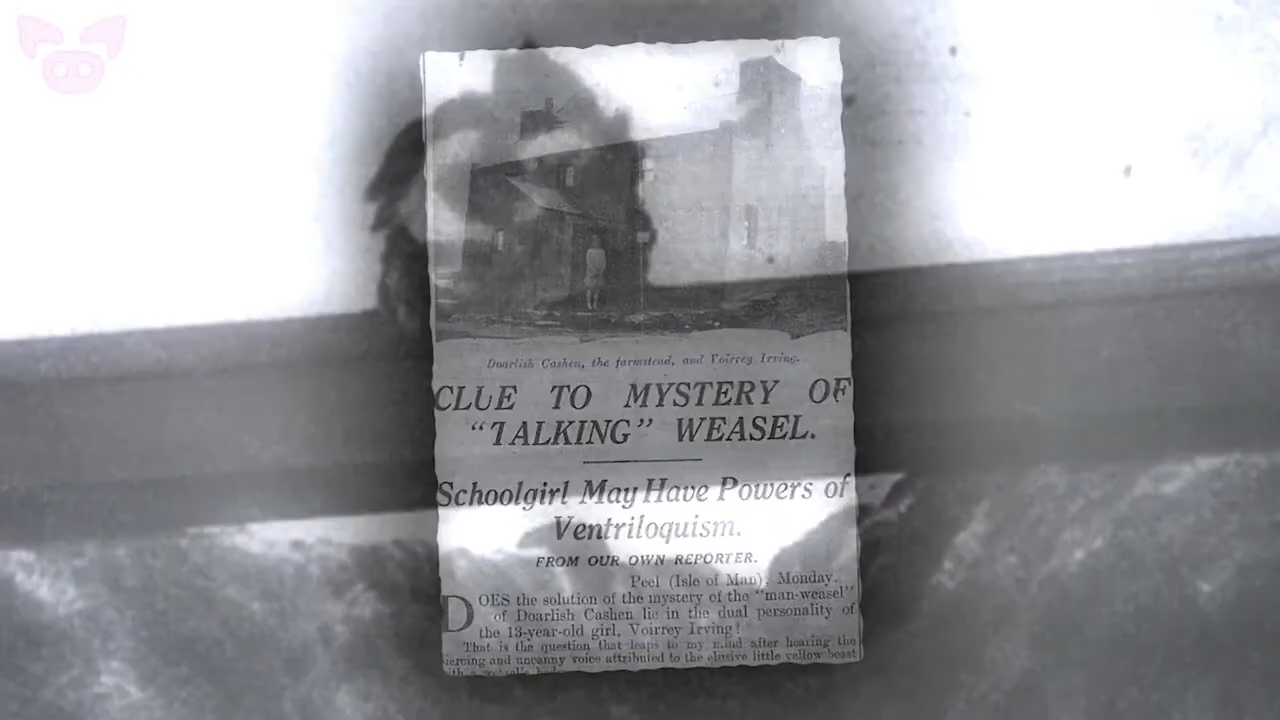 Doarlish Cashen, the farmstead, and Voirrey Irving.
CLUE TO MYSTERY OF
"TALKING" WEASEL.
Schoolgirl May Have Powers of
Ventriloquism.
FROM OUR OWN REPORTER.
Peel (Isle of Man), Monday.
DOES the solution of the mystery of the "man-weasel"
of Doarlish Cashen lie in the dual personality of
the 13-year-old girl, Voirrey Irving?
That is the question that leaps to my mind after hearing the
piercing and uncanny voice attributed to the elusive little yellow beast
with a weasel's